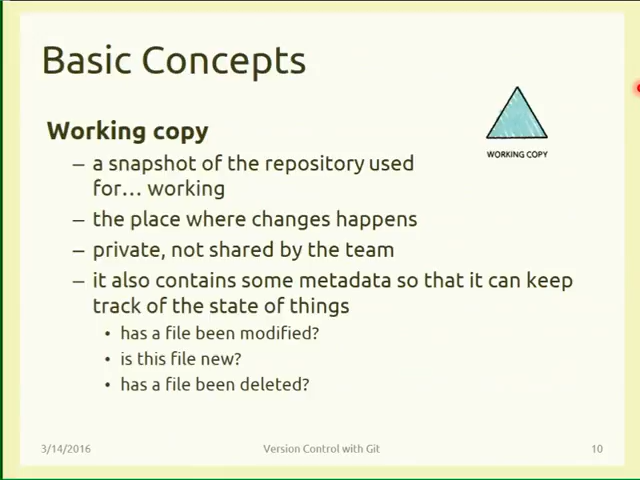 Basic Concepts
WORKING COPY
Working copy
– a snapshot of the repository used
for… working
– the place where changes happens
– private, not shared by the team
– it also contains some metadata so that it can keep
track of the state of things
• has a file been modified?
• is this file new?
• has a file been deleted?
3/14/2016
Version Control with Git
10